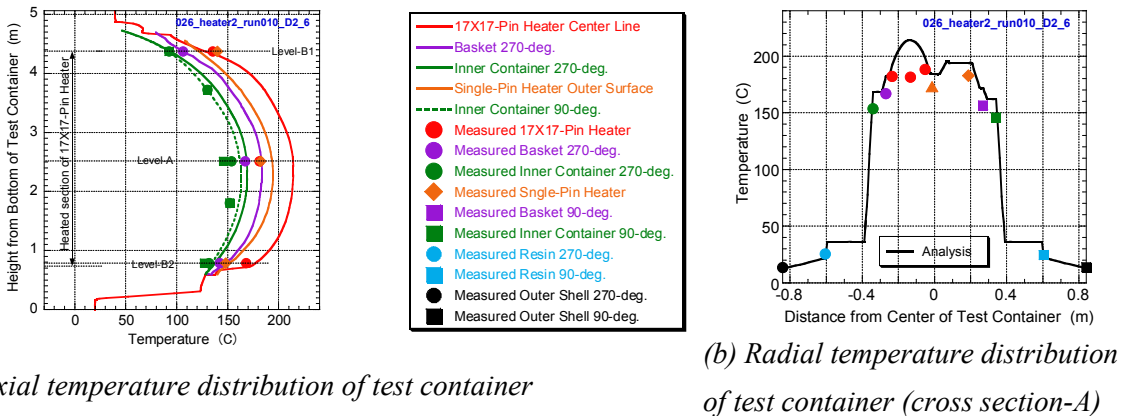 5
4
3
2
1
0
Height from Bottom of Test Container (m)
026_heater2_run010_D2_6
Level-B1
Heated section of 17X17-Pin Heater
Level-A
Level-B2
0 50 100 150 200
Temperature (C)
17X17-Pin Heater Center Line
Basket 270-deg.
Inner Container 270-deg.
Single-Pin Heater Outer Surface
Inner Container 90-deg.
Measured 17X17-Pin Heater
Measured Basket 270-deg.
Measured Inner Container 270-deg.
Measured Sngle-Pin Heater
Measured Basket 90-deg.
Measured Inner Container 90-deg.
Measured Resin 270-deg.
Measured Resin 90-deg.
Measured Outer Shell 270-deg.
Measured Outer Shell 90-deg.
026_heater2_run010_D2_6
200
150
100
50
0
Temperature (C)
Analysis
-0.8 -0.4 0 0.4 0.8
Distance from Center of Test Container (m)
xial temperature distribution of test container
(b) Radial temperature distribution
of test container (cross section-A)